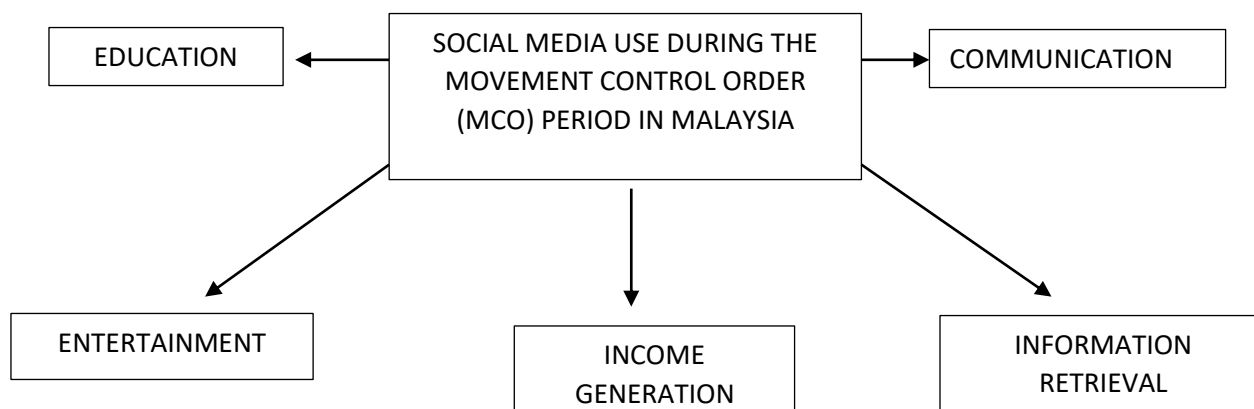 EDUCATION
SOCIAL MEDIA USE DURING THE
MOVEMENT CONTROL ORDER
(MCO) PERIOD IN MALAYSIA
COMMUNICATION
ENTERTAINMENT
INCOME
GENERATION
INFORMATION
RETRIEVAL